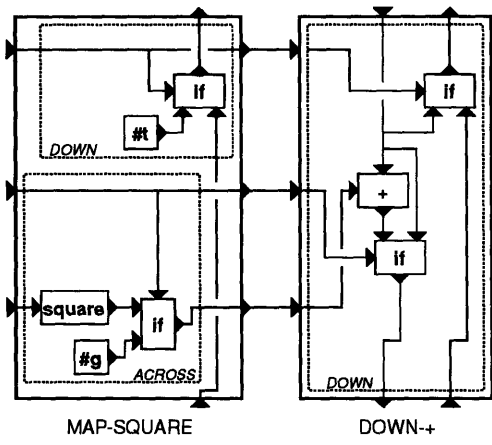 if
if
#t
DOWN
+
if
square
if
#g
ACROSS
DOWN
MAP-SQUARE
DOWN-+